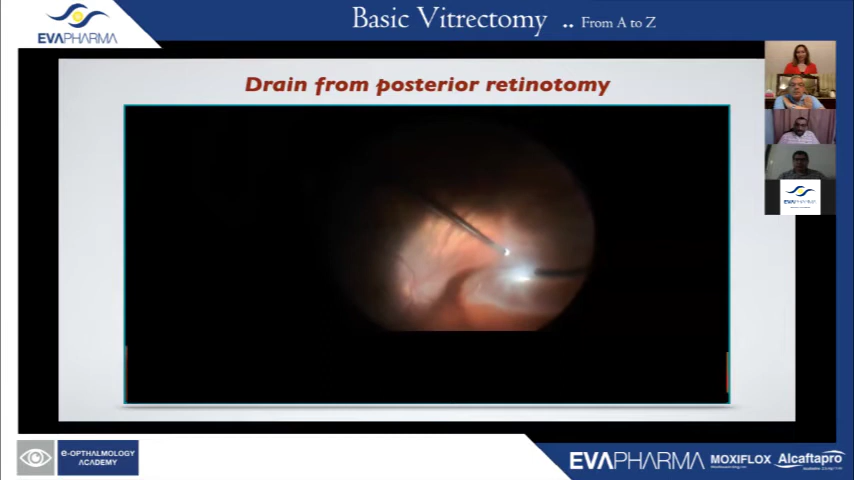 Basic Vitrectomy .. From A to Z
EVAPHARMA
Drain from posterior retinotomy
EVAPHARMA
e-OPTHALMOLOGY
ACADEMY
EVAPHARMA
MOXIFLOX
Alcaftapro